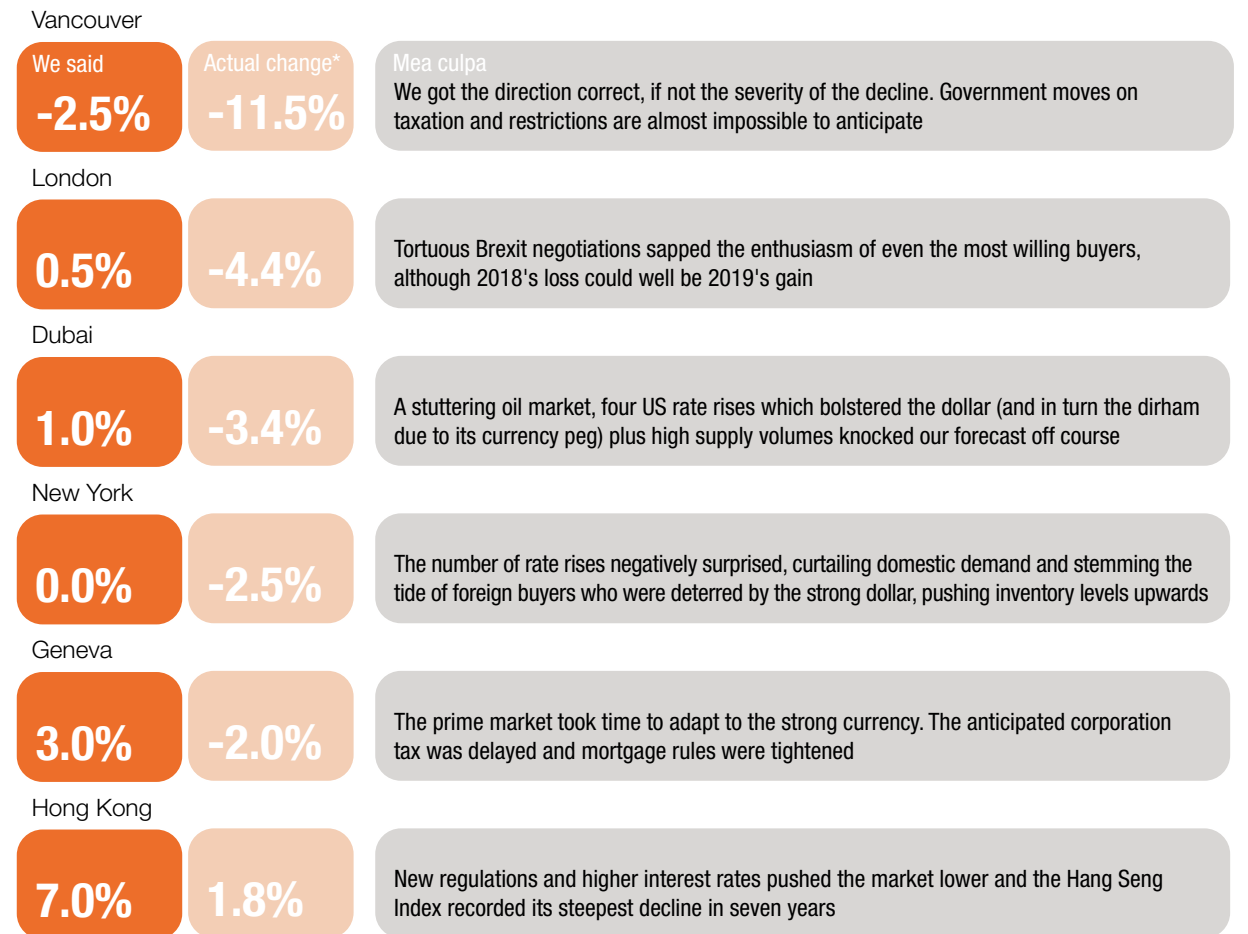 Vancouver
We said
-2.5%
Actual change*
-11.5%
Mea culpa
We got the direction correct, if not the severity of the decline. Government moves on
taxation and restrictions are almost impossible to anticipate
London
0.5%
-4.4%
Tortuous Brexit negotiations sapped the enthusiasm of even the most willing buyers,
although 2018's loss could well be 2019's gain
Dubai
1.0%
-3.4%
A stuttering oil market, four US rate rises which bolstered the dollar (and in turn the dirham
due to its currency peg) plus high supply volumes knocked our forecast off course
New York
0.0%
-2.5%
The number of rate rises negatively surprised, curtailing domestic demand and stemming the
tide of foreign buyers who were deterred by the strong dollar, pushing inventory levels upwards
Geneva
3.0%
-2.0%
The prime market took time to adapt to the strong currency. The anticipated corporation
tax was delayed and mortgage rules were tightened
Hong Kong
7.0%
1.8%
New regulations and higher interest rates pushed the market lower and the Hang Seng
Index recorded its steepest decline in seven years